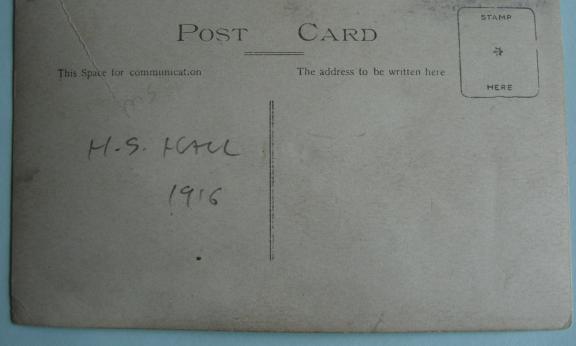 POST CARD
STAMP
HERE
This Space for communication
The address to be written here
H.S. HALL
1916